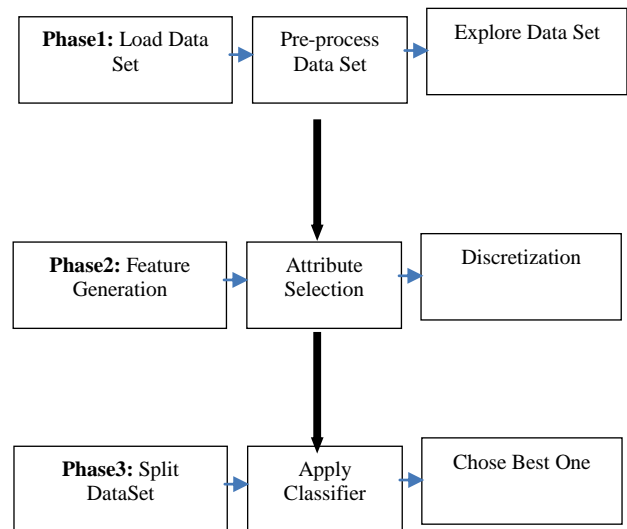 Phase1: Load Data
Set
Pre-process
Data Set
Explore Data Set
Phase2: Feature
Generation
Attribute
Selection
Discretization
Phase3: Split
DataSet
Apply
Classifier
Chose Best One